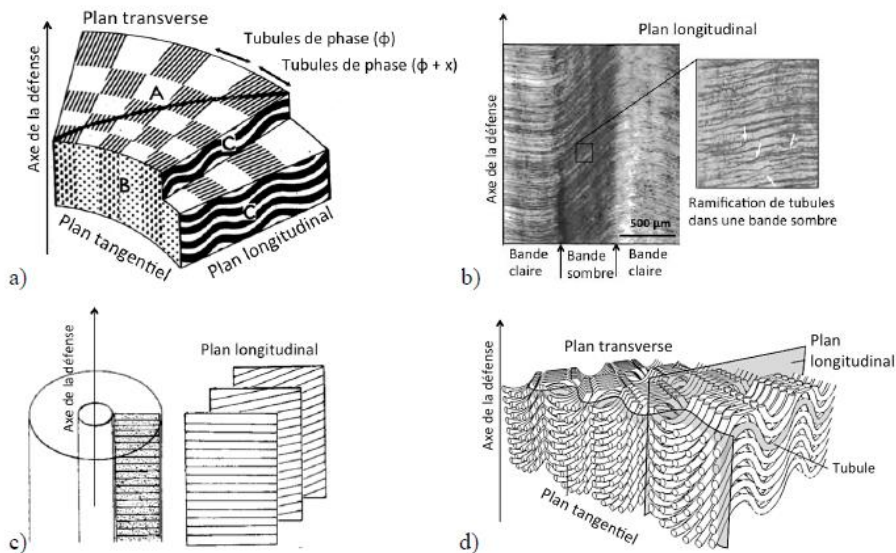 Plan transverse
Tubules de phase (ϕ)
Tubules de phase (ϕ + x)
Axe de la défense
A
B
C
C
Plan tangentiel
Plan longitudinal
a)
Plan longitudinal
Axe de la défense
500 µm
Bande claire
Bande sombre
Bande claire
Ramification de tubules
dans une bande sombre
b)
Axe de la défense
Plan longitudinal
c)
Plan transverse
Plan
longitudinal
Axe de la défense
Tubule
Plan tangentiel
d)